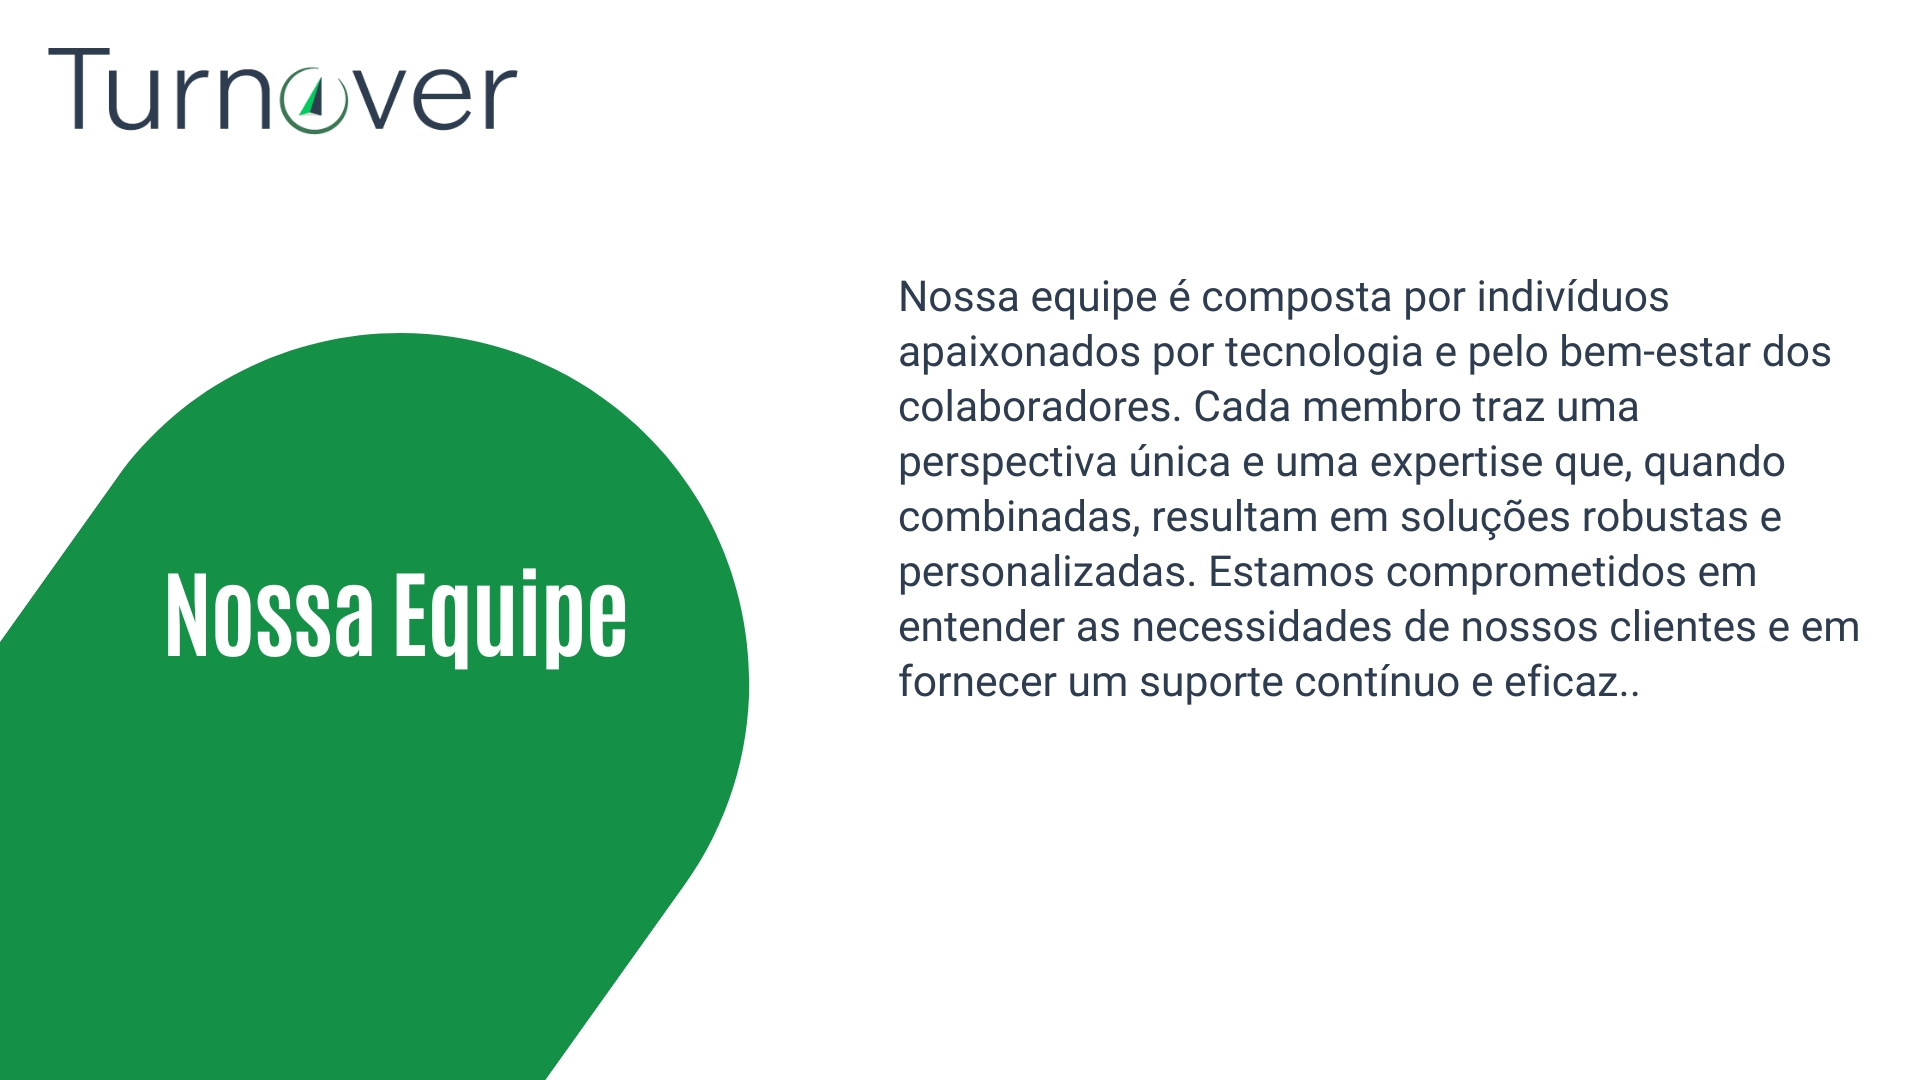 Turnover
Nossa equipe é composta por indivíduos
apaixonados por tecnologia e pelo bem-estar dos
colaboradores. Cada membro traz uma
perspectiva única e uma expertise que, quando
combinadas, resultam em soluções robustas e
personalizadas. Estamos comprometidos em
entender as necessidades de nossos clientes e em
fornecer um suporte contínuo e eficaz..
Nossa Equipe